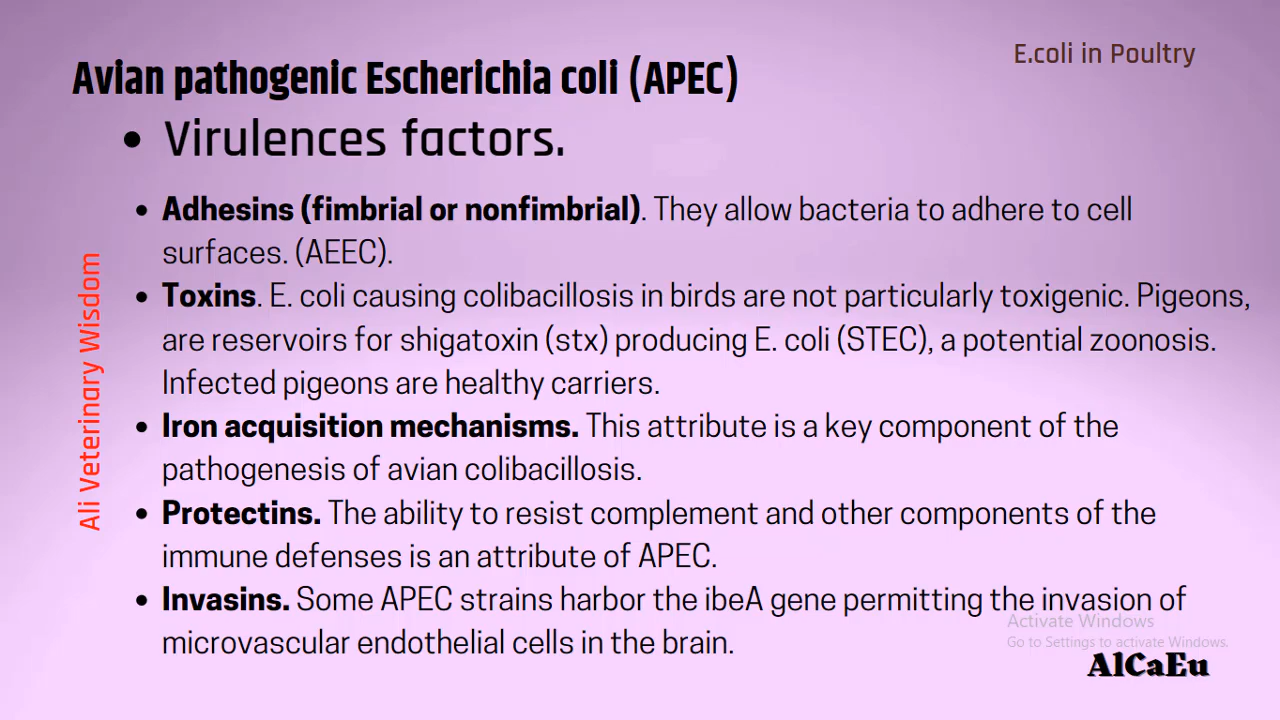 E.coli in Poultry
Avian pathogenic Escherichia coli (APEC)
• Virulences factors.
• Adhesins (fimbrial or nonfimbrial). They allow bacteria to adhere to cell
surfaces. (AEEC).
• Toxins. E. coli causing colibacillosis in birds are not particularly toxigenic. Pigeons,
are reservoirs for shigatoxin (stx) producing E. coli (STEC), a potential zoonosis.
Infected pigeons are healthy carriers.
• Iron acquisition mechanisms. This attribute is a key component of the
pathogenesis of avian colibacillosis.
• Protectins. The ability to resist complement and other components of the
immune defenses is an attribute of APEC.
• Invasins. Some APEC strains harbor the ibeA gene permitting the invasion of
microvascular endothelial cells in the brain.
Ali Veterinary Wisdom
Activate Windows
Go to Settings to activate Windows.
AlCaEu